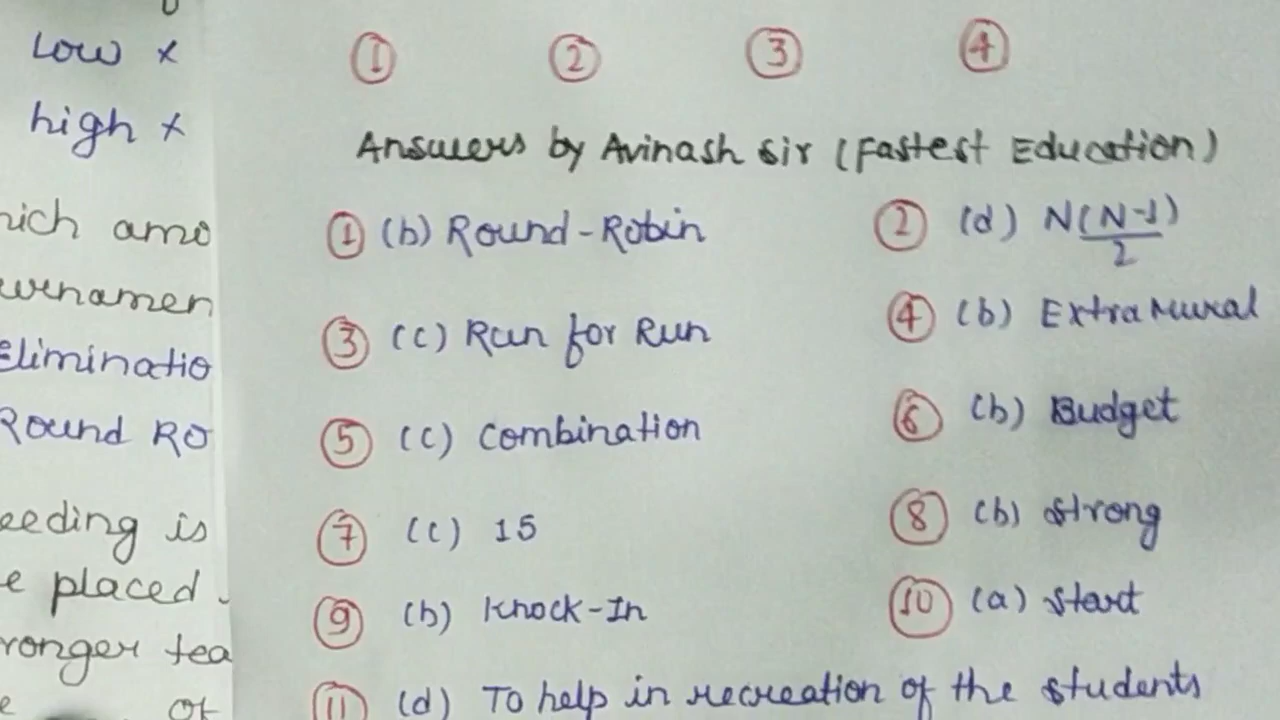 Low ×
high ×
① ② ③ ④
Answers by Avinash Sir (Fastest Education)
① (b) Round-Robin ② (d) N(N-1)/2
③ (c) Run for Run ④ (b) Extramural
⑤ (c) Combination ⑥ (b) Budget
⑦ (c) 15 ⑧ (b) Strong
⑨ (b) Knock-In ⑩ (a) Start
⑪ (d) To help in recreation of the students
hich amo
urnamen
Eliminatio
Round Ro
eeding is
e placed
ronger tea
e of